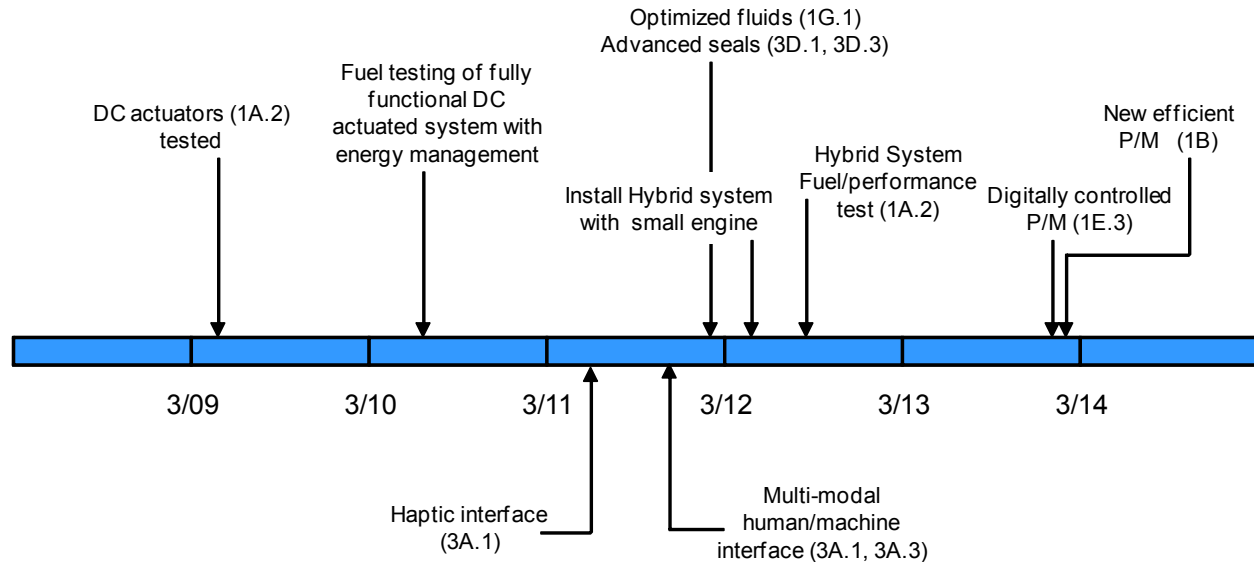 Optimized fluids (1G.1)
Advanced seals (3D.1, 3D.3)
Fuel testing of fully
functional DC
actuated system with
energy management
DC actuators (1A.2)
tested
New efficient
P/M (1B)
Hybrid System
Fuel/performance
test (1A.2)
Install Hybrid system
with small engine
Digitally controlled
P/M (1E.3)
3/09
3/10
3/11
3/12
3/13
3/14
Haptic interface
(3A.1)
Multi-modal
human/machine
interface (3A.1, 3A.3)